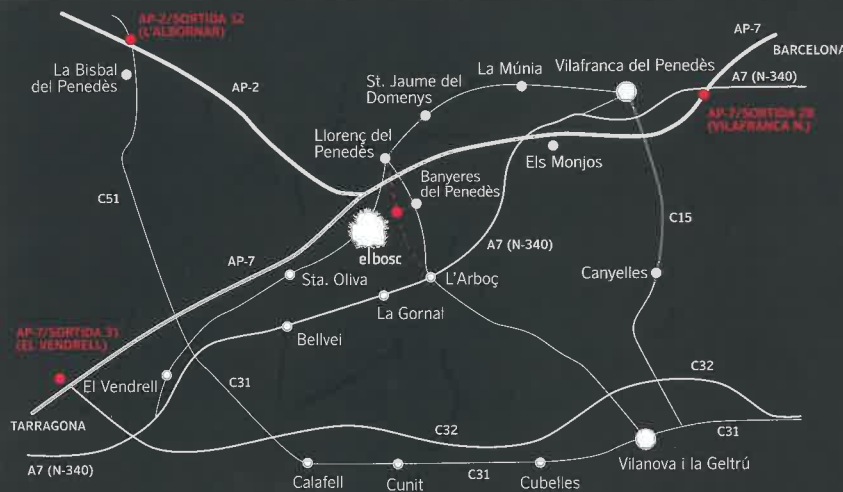 AP-2/SORTIDA 12
(L'ALBORNAR)
AP-7
BARCELONA
La Bisbal
del Penedès
AP-2
St. Jaume del
Domenys
La Múnia
Vilafranca del Penedès
A7 (N-340)
AP-7/SORTIDA 28
(VILAFRANCA N.)
Llorenç del
Penedès
Els Monjos
Banyeres
del Penedès
C51
C15
A7 (N-340)
AP-7
el bosc
Sta. Oliva
L'Arboç
Canyelles
La Gornal
Bellvei
AP-7/SORTIDA 31
(EL VENDRELL)
El Vendrell
C31
C32
TARRAGONA
C32
C31
A7 (N-340)
Calafell
Cunit
C31
Cubelles
Vilanova i la Geltrú